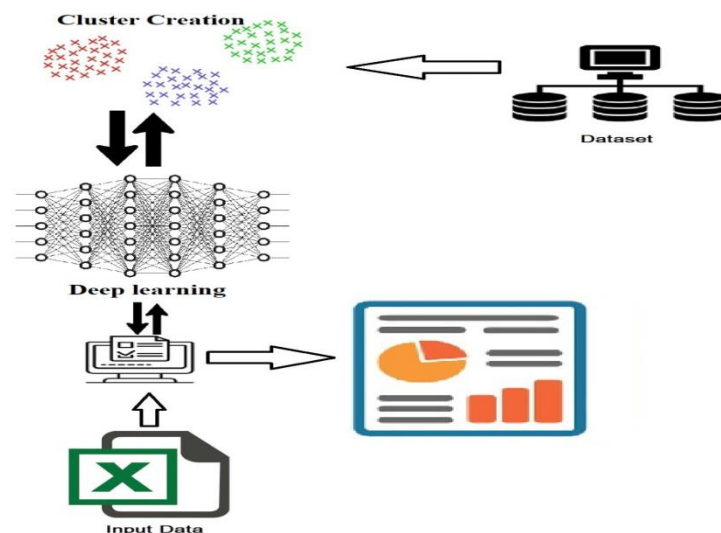 Cluster Creation
Dataset
Deep learning
X
Input Data